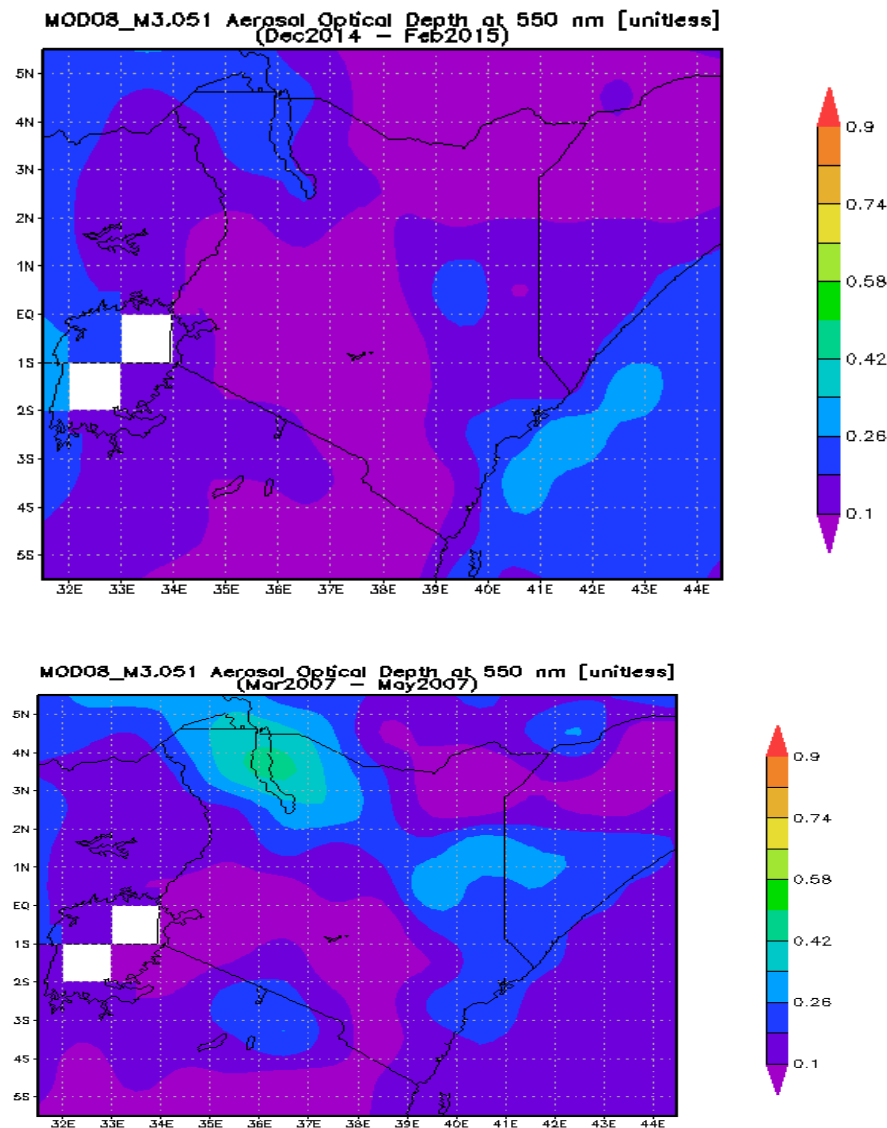 MOD08_M3.051 Aerosol Optical Depth at 550 nm [unitless]
(Dec2014 – Feb2015)
5N
4N
3N
2N
1N
EQ
1S
2S
3S
4S
5S
32E 33E 34E 35E 36E 37E 38E 39E 40E 41E 42E 43E 44E
0.9
0.74
0.58
0.42
0.26
0.1
MOD08_M3.051 Aerosol Optical Depth at 550 nm [unitless]
(Mar2007 – May2007)
5N
4N
3N
2N
1N
EQ
1S
2S
3S
4S
5S
32E 33E 34E 35E 36E 37E 38E 39E 40E 41E 42E 43E 44E
0.9
0.74
0.58
0.42
0.26
0.1